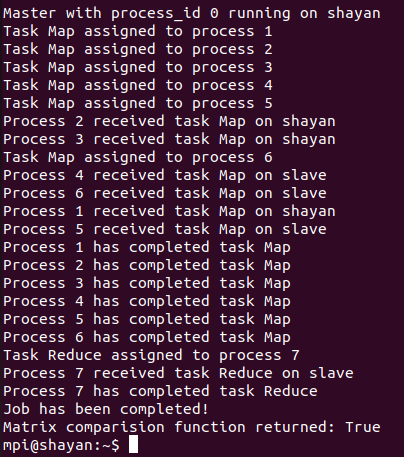 Master with process_id 0 running on shayan
Task Map assigned to process 1
Task Map assigned to process 2
Task Map assigned to process 3
Task Map assigned to process 4
Task Map assigned to process 5
Process 2 received task Map on shayan
Process 3 received task Map on shayan
Task Map assigned to process 6
Process 4 received task Map on slave
Process 6 received task Map on slave
Process 1 received task Map on shayan
Process 5 received task Map on slave
Process 1 has completed task Map
Process 2 has completed task Map
Process 3 has completed task Map
Process 4 has completed task Map
Process 5 has completed task Map
Process 6 has completed task Map
Task Reduce assigned to process 7
Process 7 received task Reduce on slave
Process 7 has completed task Reduce
Job has been completed!
Matrix comparision function returned: True
mpi@shayan:~$